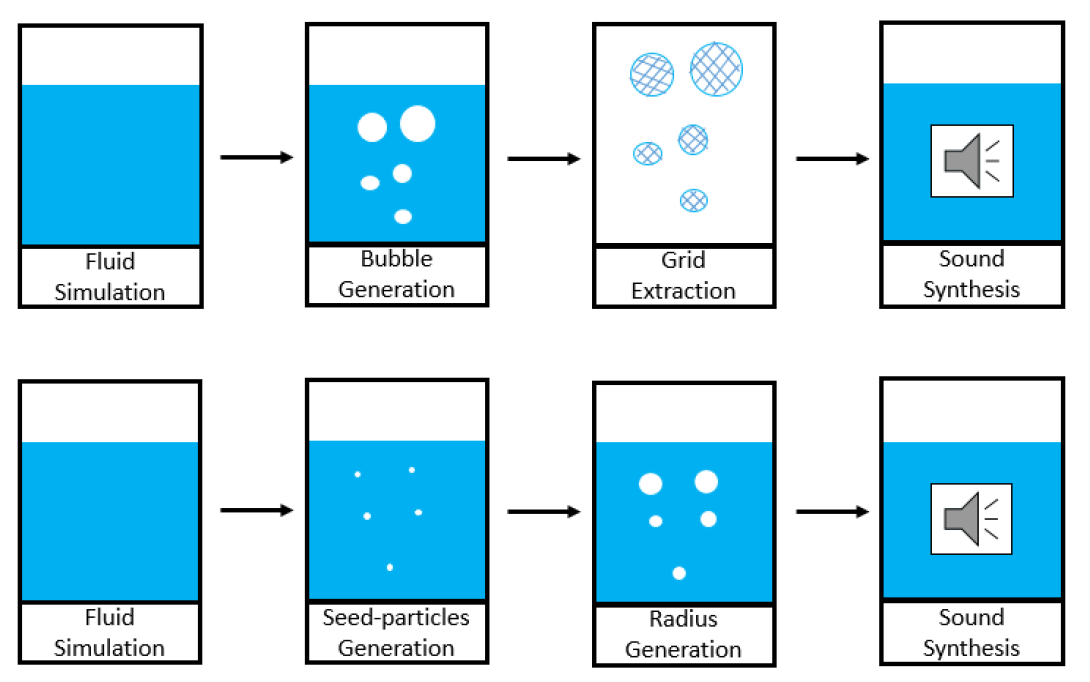 Fluid
Simulation
Bubble
Generation
Grid
Extraction
Sound
Synthesis
Fluid
Simulation
Seed-particles
Generation
Radius
Generation
Sound
Synthesis